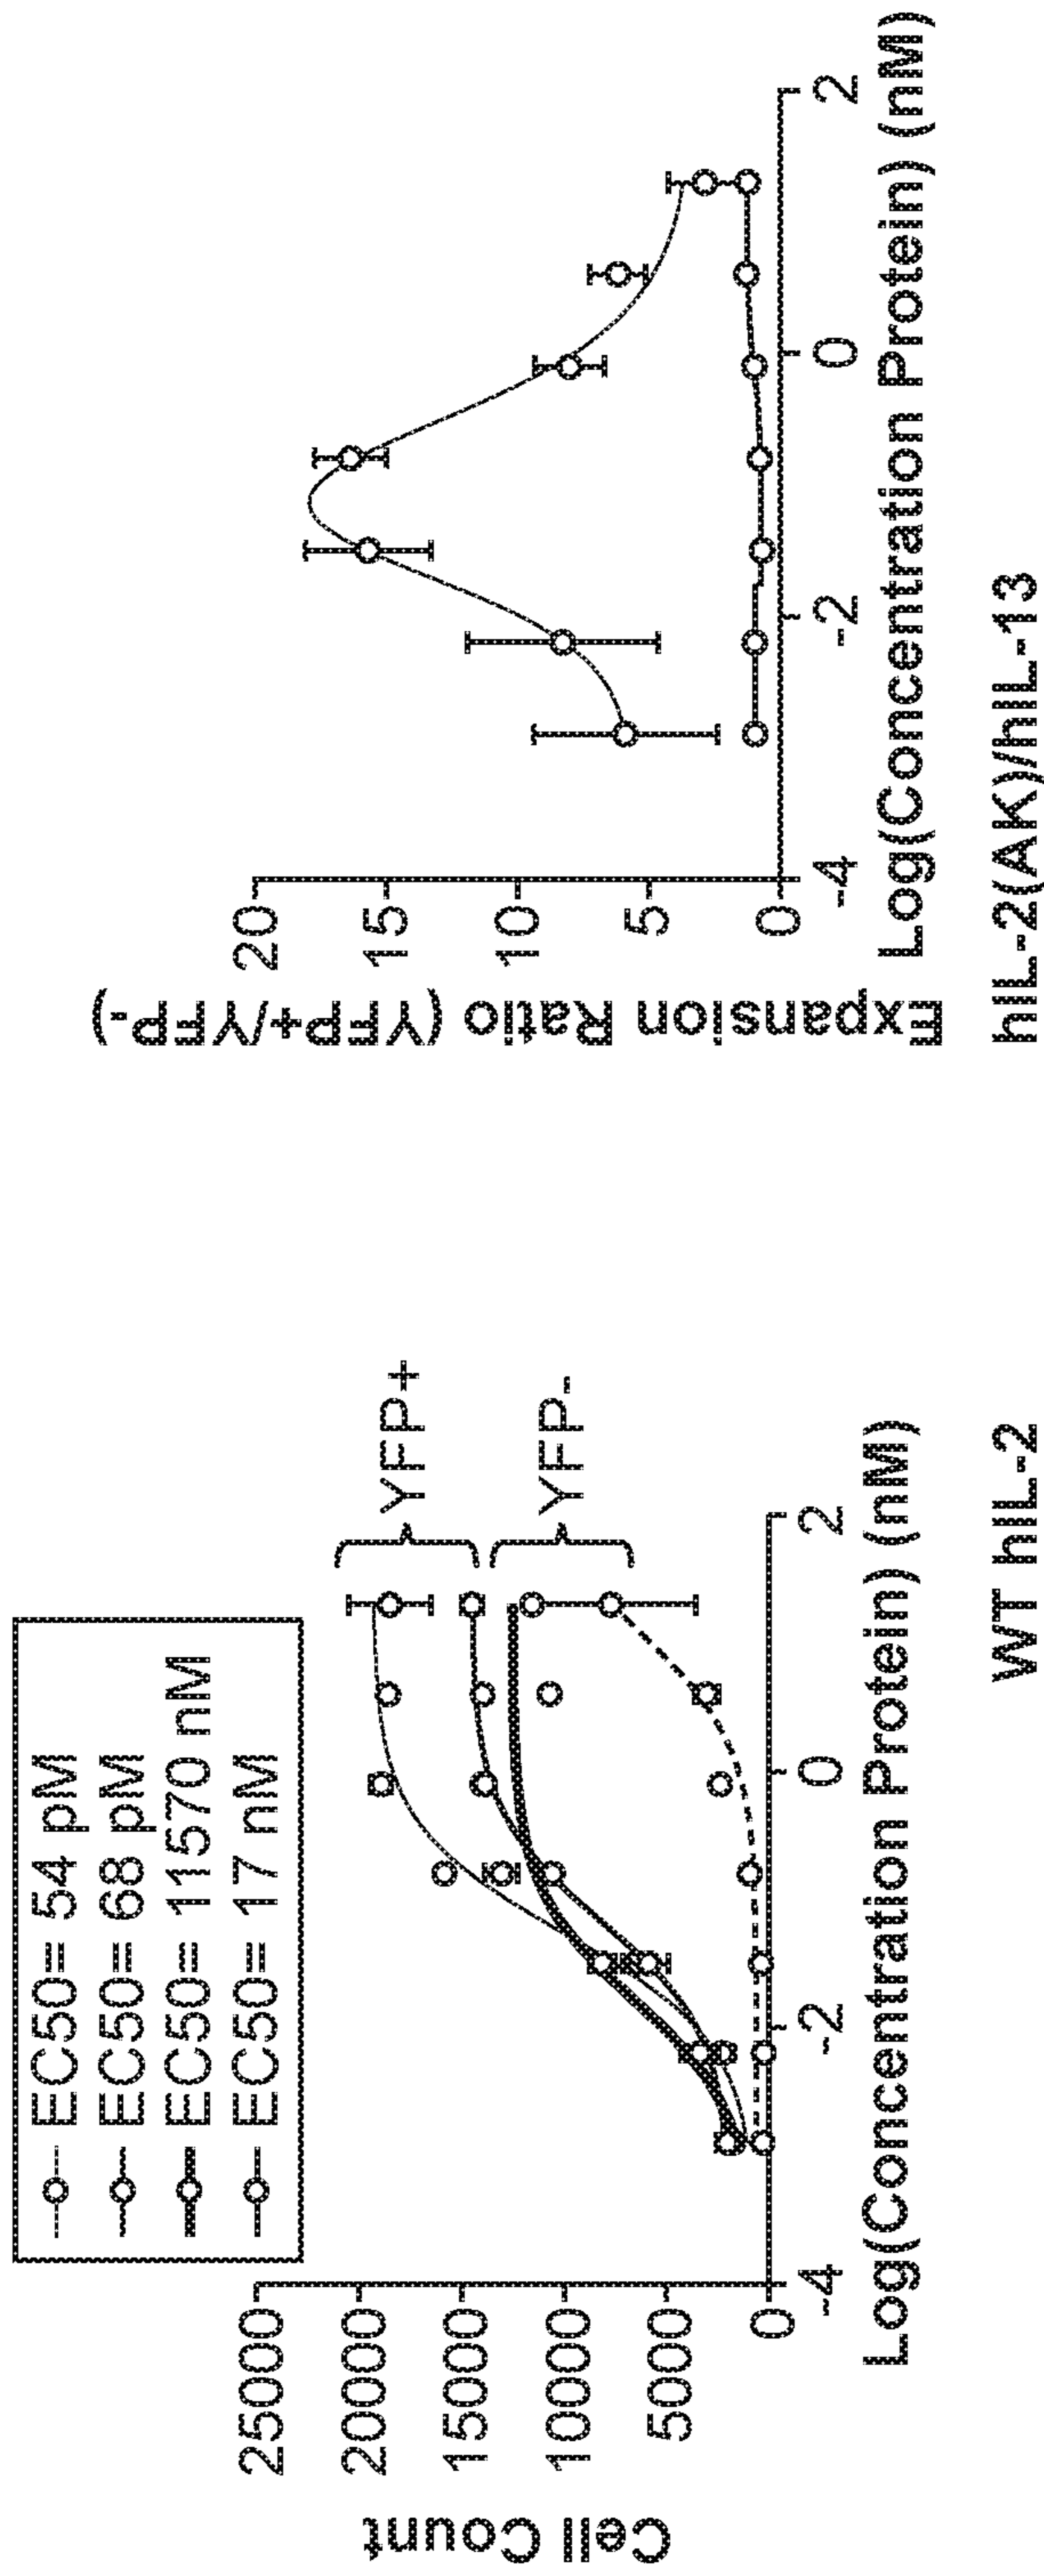 EC50= 54 pM
EC50= 68 pM
EC50= 11570 nM
EC50= 17 nM
Cell Count
25000
20000
15000
10000
5000
0
-4
-2
0
2
YFP+
YFP-
Log(Concentration Protein) (nM)
WT hIL-2
Expansion Ratio (YFP+/YFP-)
20
15
10
5
0
-4
-2
0
2
Log(Concentration Protein) (nM)
hIL-2(AK)/hIL-13